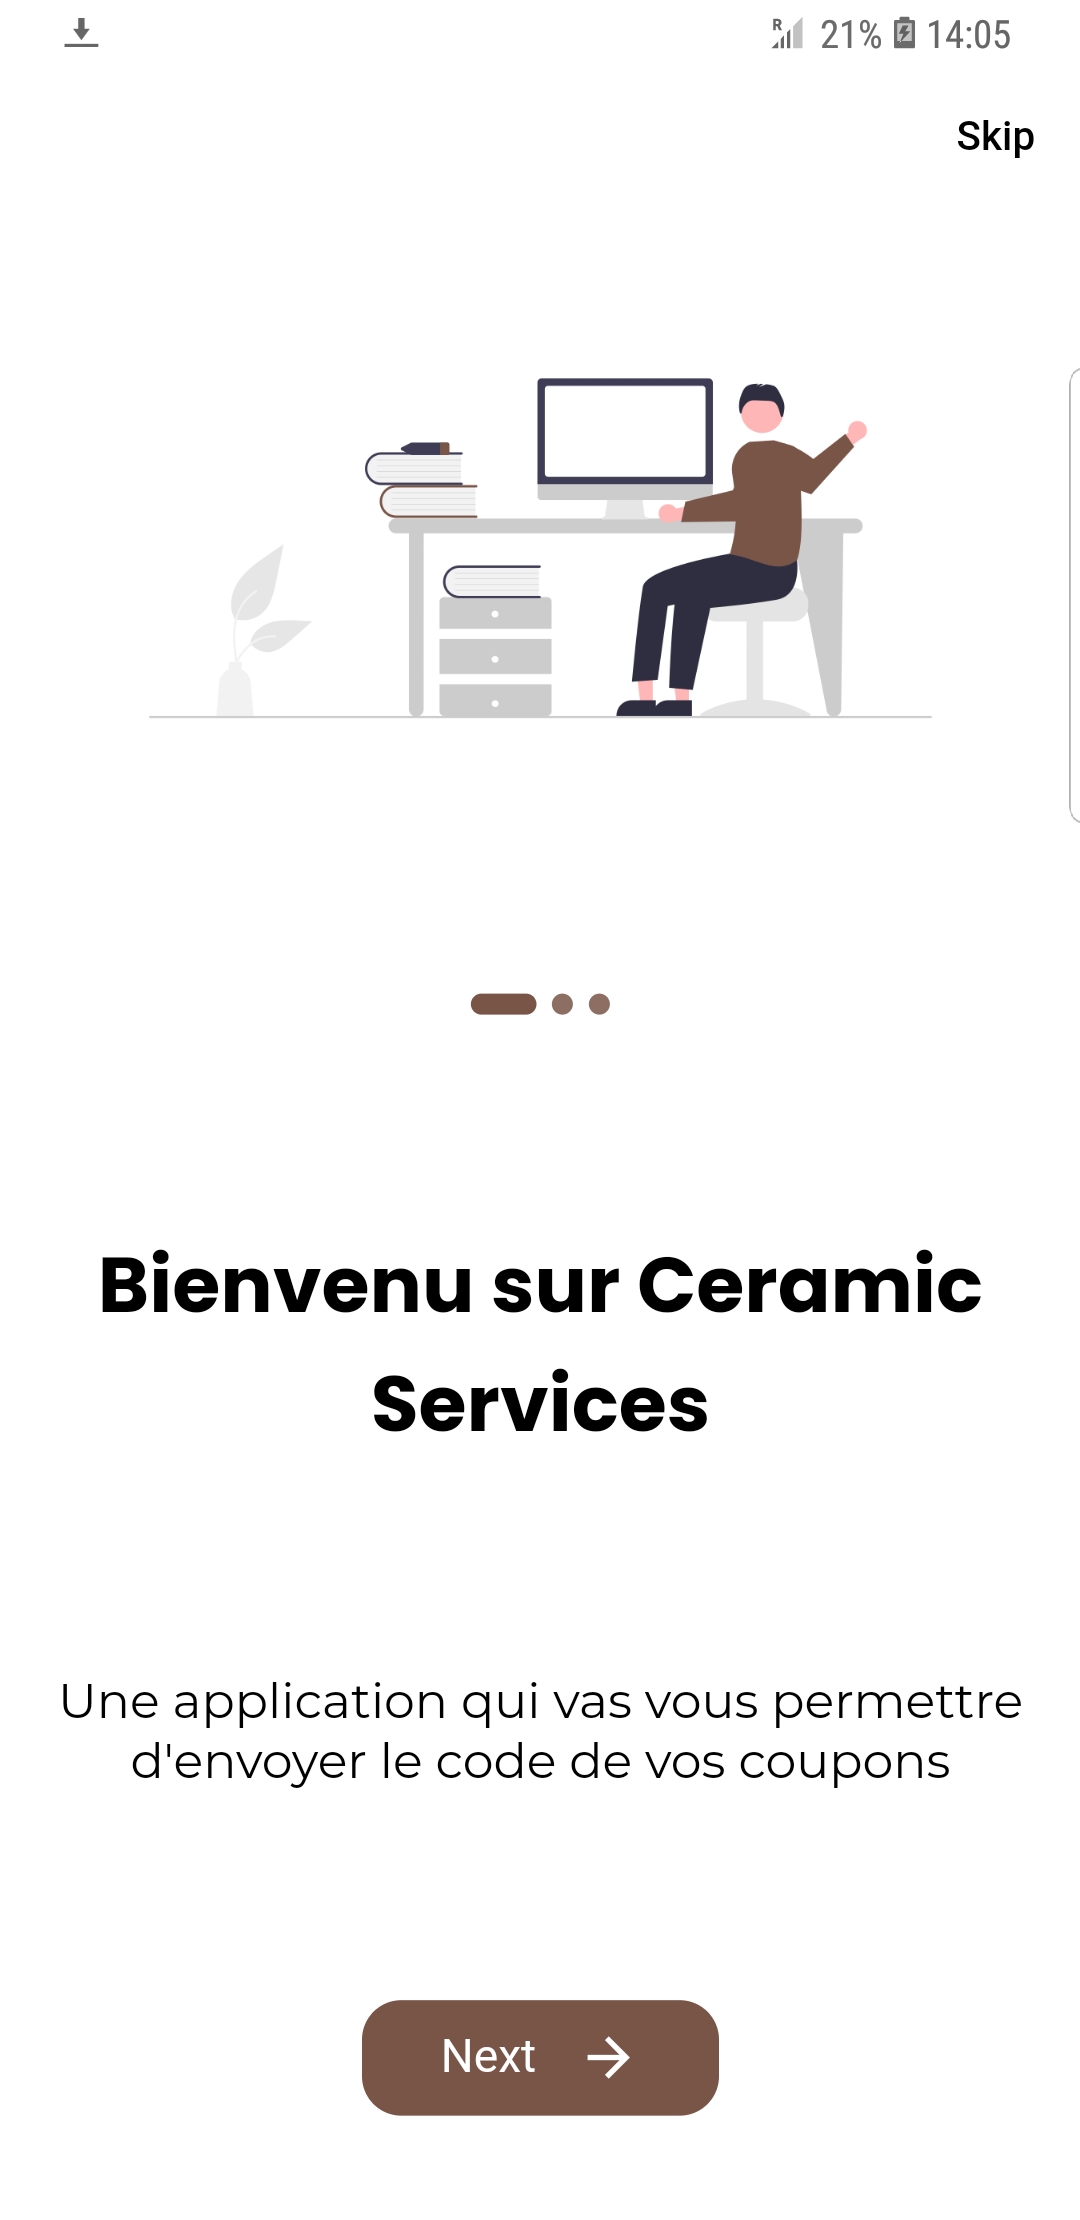 R 21% 14:05
Skip
Bienvenu sur Ceramic
Services
Une application qui vas vous permettre
d'envoyer le code de vos coupons
Next